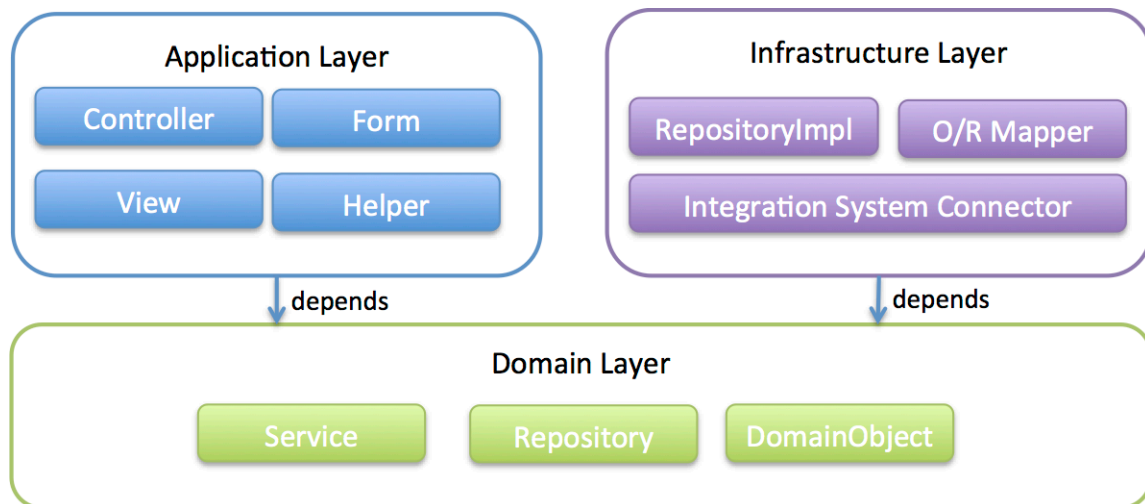 Application Layer
Controller
Form
View
Helper
Infrastructure Layer
RepositoryImpl
O/R Mapper
Integration System Connector
depends
depends
Domain Layer
Service
Repository
DomainObject